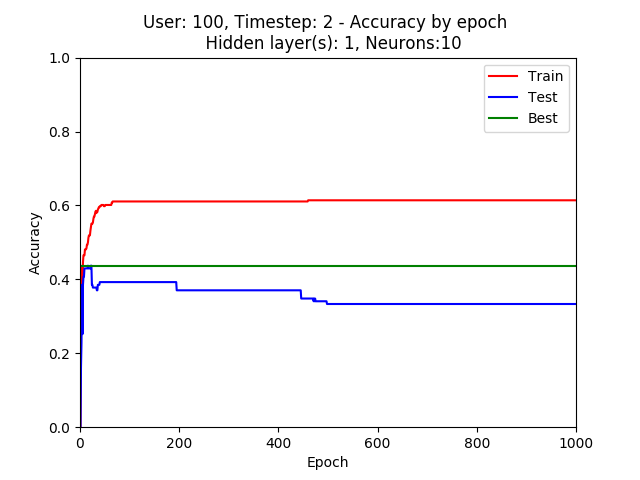 User: 100, Timestep: 2 - Accuracy by epoch
Hidden layer(s): 1, Neurons:10
1.0
Train
Test
Best
0.8
0.6
Accuracy
0.4
0.2
0.0
0 200 400 600 800 1000
Epoch